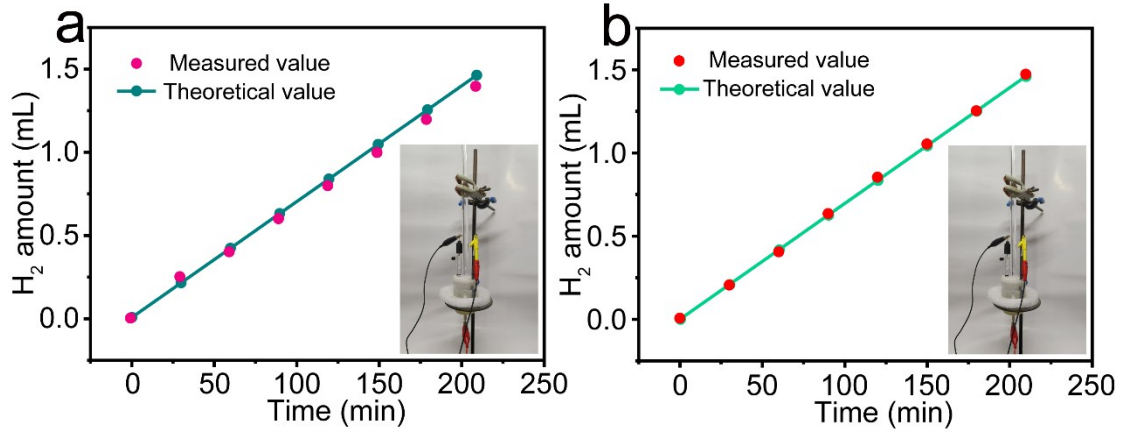 a
Measured value
Theoretical value
H₂ amount (mL)
1.5
1.0
0.5
0.0
0
50
100
150
200
250
Time (min)
b
Measured value
Theoretical value
H₂ amount (mL)
1.5
1.0
0.5
0.0
0
50
100
150
200
250
Time (min)